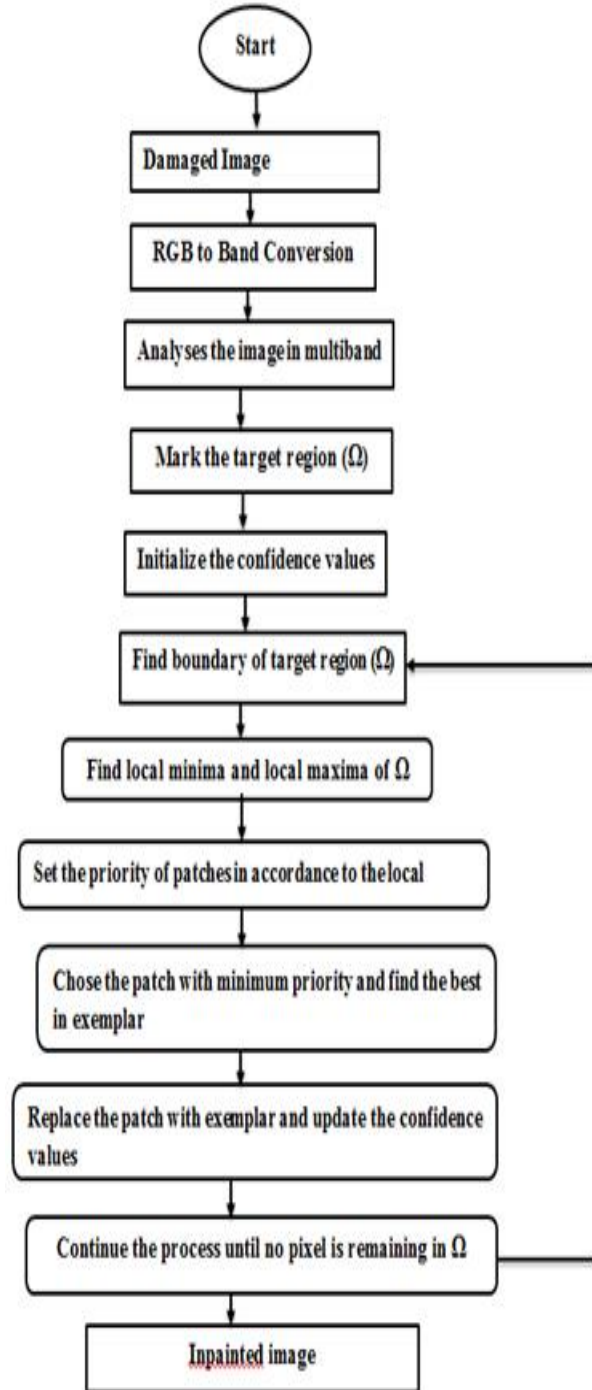 Start
Damaged Image
RGB to Band Conversion
Analyses the image in multiband
Mark the target region (Ω)
Initialize the confidence values
Find boundary of target region (Ω)
Find local minima and local maxima of Ω
Set the priority of patches in accordance to the local
Chose the patch with minimum priority and find the best
in exemplar
Replace the patch with exemplar and update the confidence
values
Continue the process until no pixel is remaining in Ω
Inpainted image